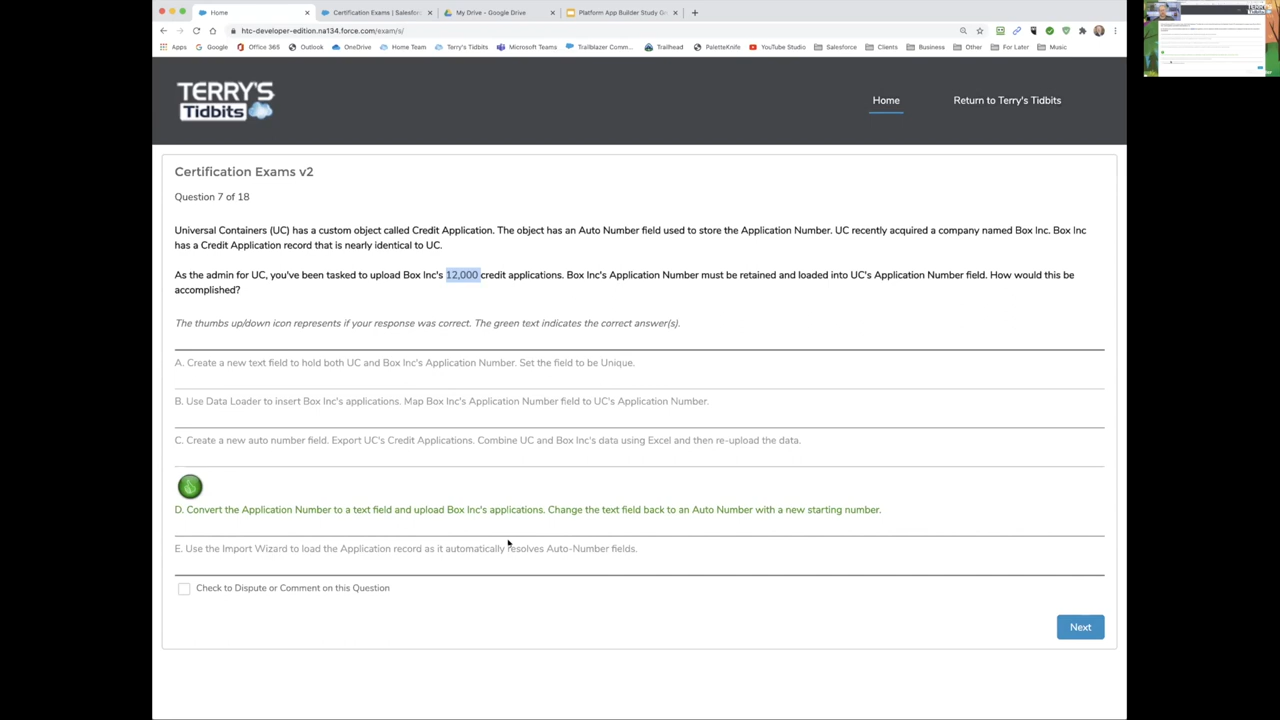 Home
Certification Exams | Salesforc
My Drive – Google Drive
Platform App Builder Study Gu
htc-developer-edition.na134.force.com/exam/s/
Apps Google Office 365 Outlook OneDrive Home Team Terry's Tidbits Microsoft Teams Trailblazer Comm... Trailhead PaletteKnife YouTube Studio Salesforce Clients Business Other For Later Music
TERRY'S
Tidbits
Home Return to Terry's Tidbits
Certification Exams v2
Question 7 of 18
Universal Containers (UC) has a custom object called Credit Application. The object has an Auto Number field used to store the Application Number. UC recently acquired a company named Box Inc. Box Inc
has a Credit Application record that is nearly identical to UC.
As the admin for UC, you've been tasked to upload Box Inc's 12,000 credit applications. Box Inc's Application Number must be retained and loaded into UC's Application Number field. How would this be
accomplished?
The thumbs up/down icon represents if your response was correct. The green text indicates the correct answer(s).
A. Create a new text field to hold both UC and Box Inc's Application Number. Set the field to be Unique.
B. Use Data Loader to insert Box Inc's applications. Map Box Inc's Application Number field to UC's Application Number.
C. Create a new auto number field. Export UC's Credit Applications. Combine UC and Box Inc's data using Excel and then re-upload the data.
D. Convert the Application Number to a text field and upload Box Inc's applications. Change the text field back to an Auto Number with a new starting number.
E. Use the Import Wizard to load the Application record as it automatically resolves Auto-Number fields.
Check to Dispute or Comment on this Question
Next